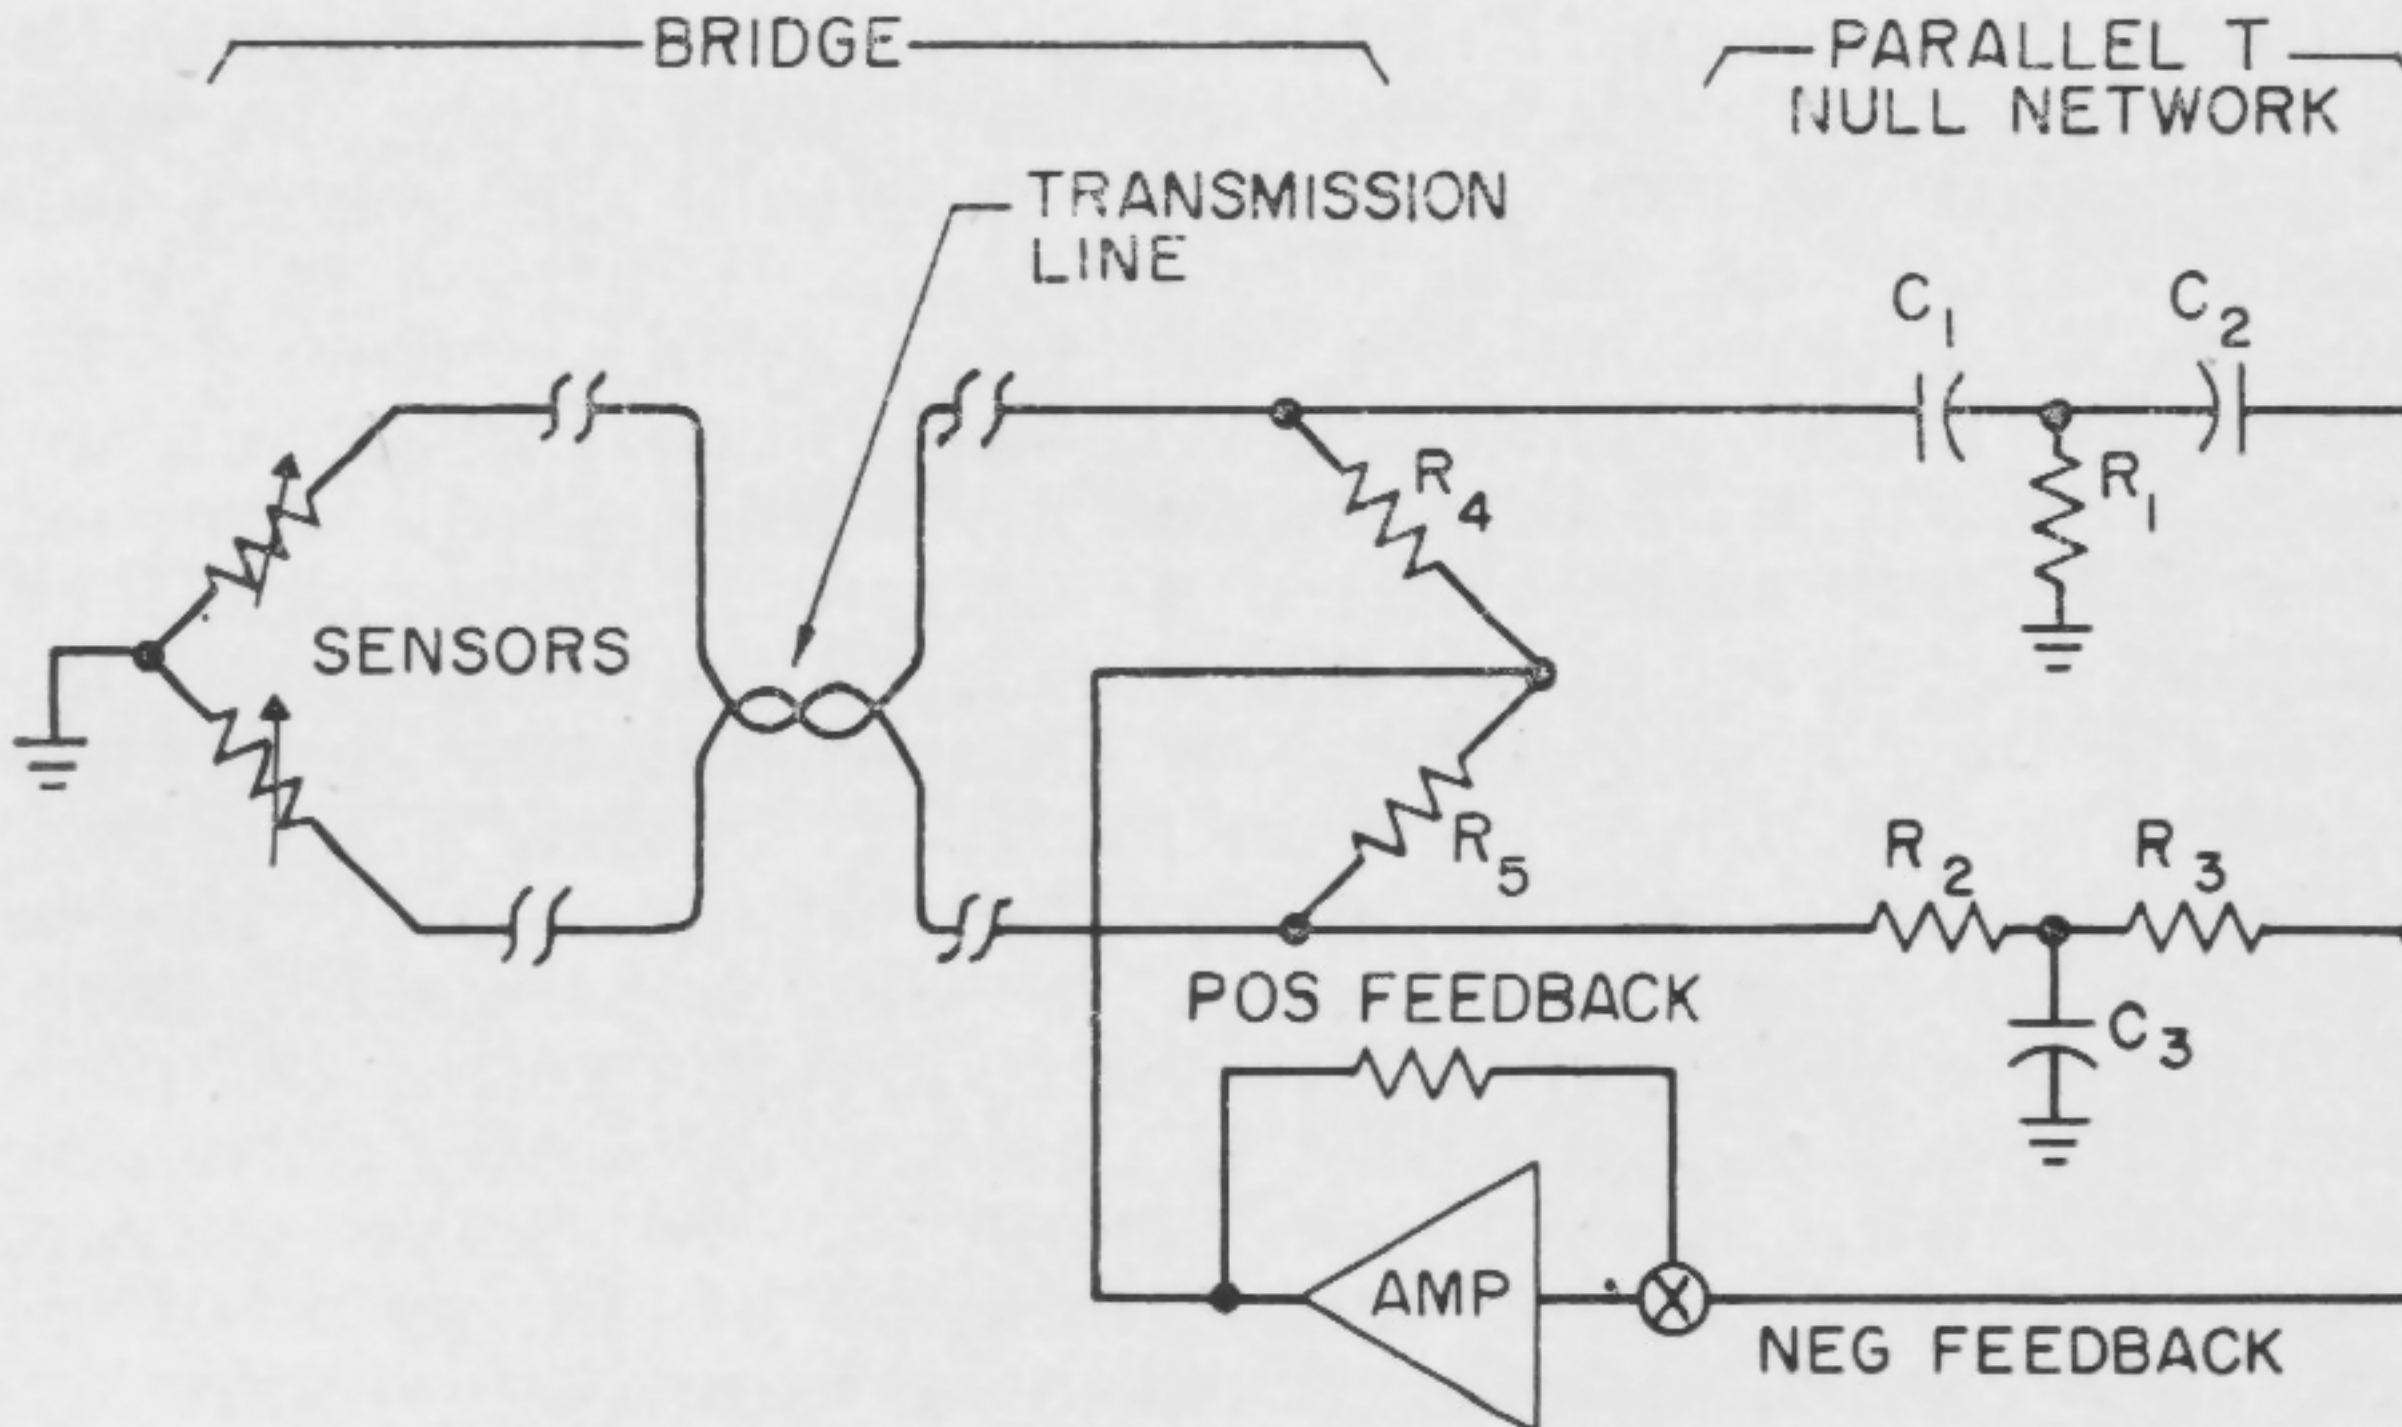 BRIDGE
PARALLEL T
NULL NETWORK
TRANSMISSION
LINE
C1
C2
R4
R1
SENSORS
R5
R2
R3
POS FEEDBACK
C3
AMP
NEG FEEDBACK